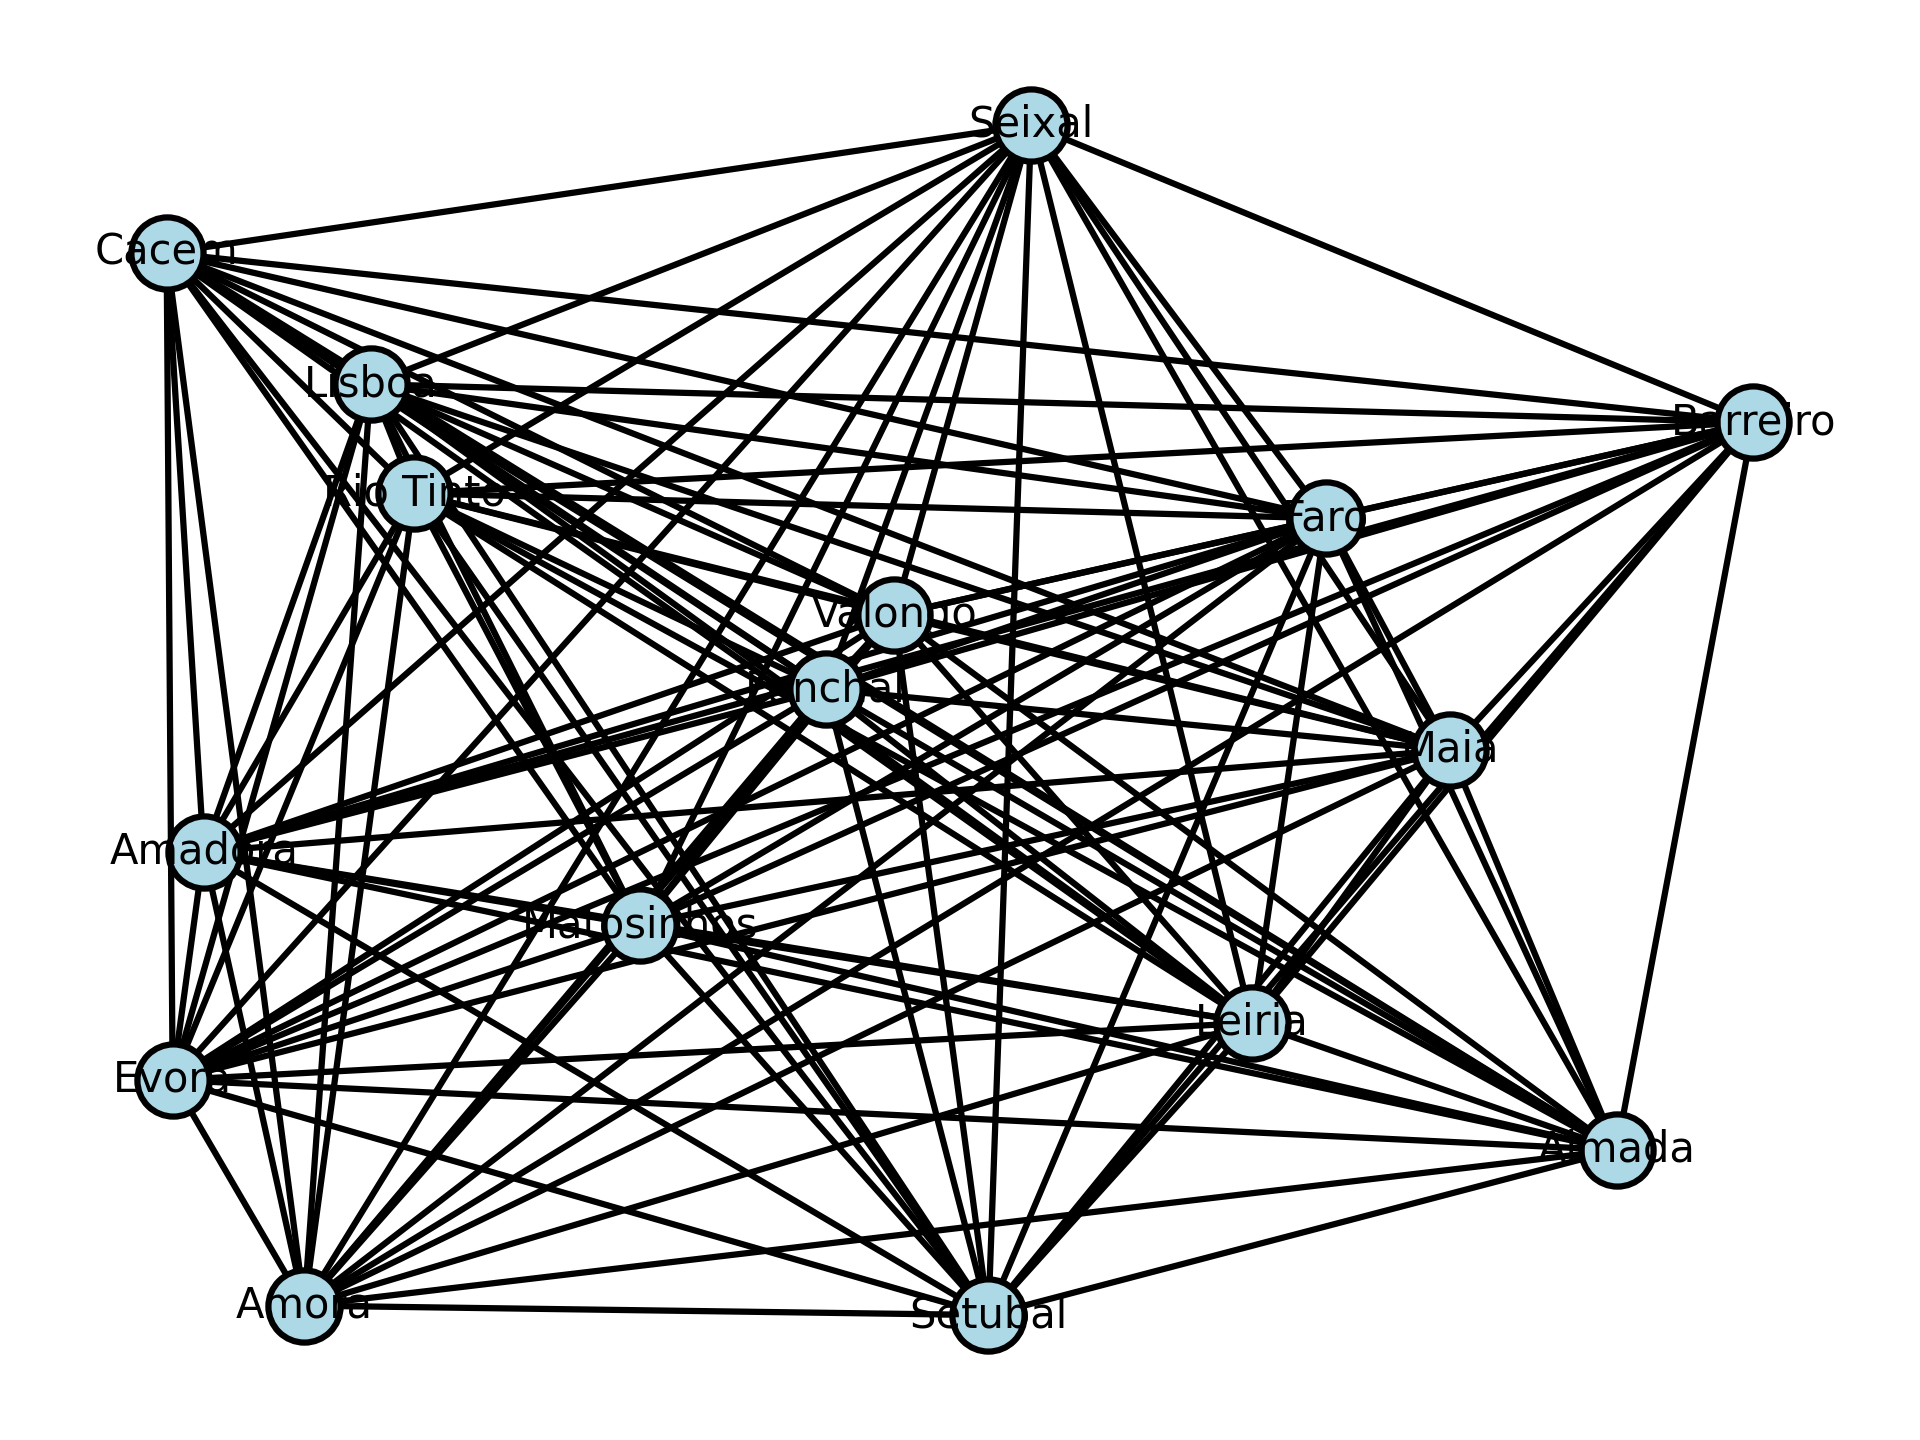 Seixal
Cacem
Lisboa
Barreiro
Rio Tinto
Faro
Valongo
Funchal
Maia
Amadora
Matosinhos
Leiria
Evora
Almada
Amora
Setubal